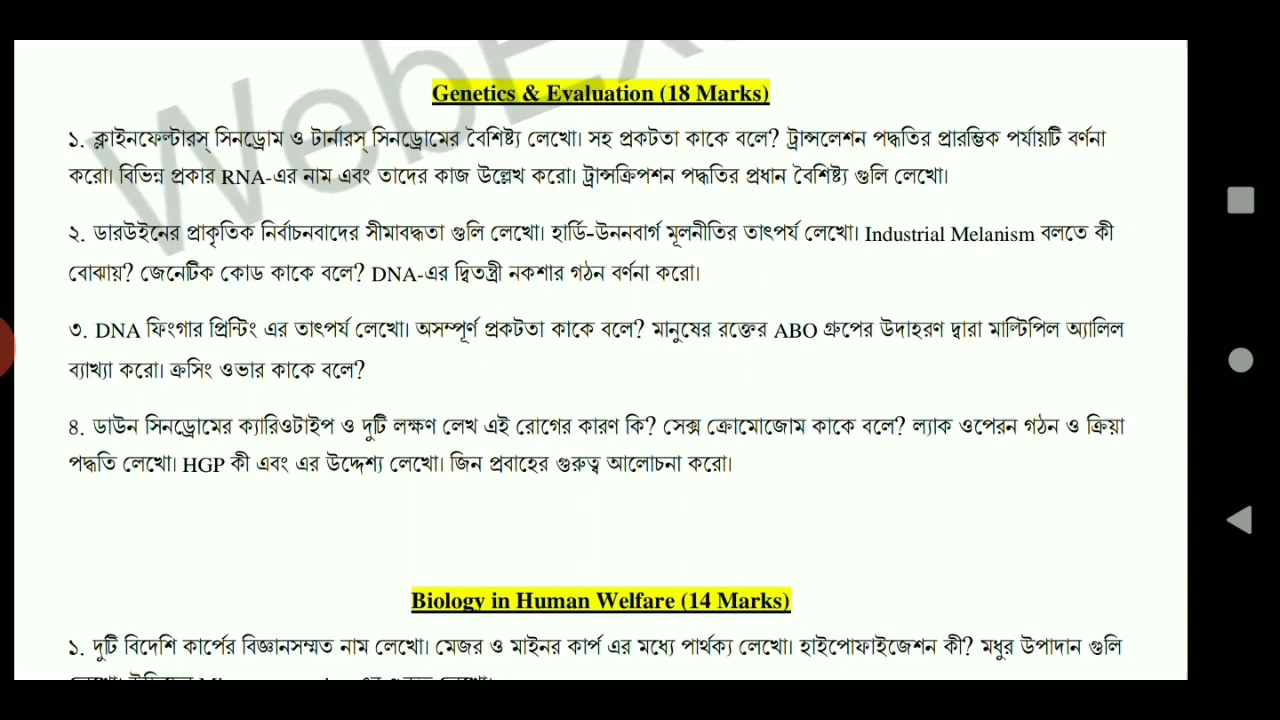 WebEx
Genetics & Evaluation (18 Marks)
১. ক্লাইনফেল্টারস্ সিনড্রোম ও টার্নারস্ সিনড্রোমের বৈশিষ্ট্য লেখো। সহ প্রকটতা কাকে বলে? ট্রান্সলেশন পদ্ধতির প্রারম্ভিক পর্যায়টি বর্ণনা
করো। বিভিন্ন প্রকার RNA-এর নাম এবং তাদের কাজ উল্লেখ করো। ট্রান্সক্রিপশন পদ্ধতির প্রধান বৈশিষ্ট্য গুলি লেখো।
২. ডারউইনের প্রাকৃতিক নির্বাচনবাদের সীমাবদ্ধতা গুলি লেখো। হার্ডি-উননবার্গ মূলনীতির তাৎপর্য লেখো। Industrial Melanism বলতে কী
বোঝায়? জেনেটিক কোড কাকে বলে? DNA-এর দ্বিতন্ত্রী নকশার গঠন বর্ণনা করো।
৩. DNA ফিংগার প্রিন্টিং এর তাৎপর্য লেখো। অসম্পূর্ণ প্রকটতা কাকে বলে? মানুষের রক্তের ABO গ্রুপের উদাহরণ দ্বারা মাল্টিপিল অ্যালিল
ব্যাখ্যা করো। ক্রসিং ওভার কাকে বলে?
৪. ডাউন সিনড্রোমের ক্যারিওটাইপ ও দুটি লক্ষণ লেখ এই রোগের কারণ কি? সেক্স ক্রোমোজোম কাকে বলে? ল্যাক ওপেরন গঠন ও ক্রিয়া
পদ্ধতি লেখো। HGP কী এবং এর উদ্দেশ্য লেখো। জিন প্রবাহের গুরুত্ব আলোচনা করো।
Biology in Human Welfare (14 Marks)
১. দুটি বিদেশি কার্পের বিজ্ঞানসম্মত নাম লেখো। মেজর ও মাইনর কার্প এর মধ্যে পার্থক্য লেখো। হাইপোফাইজেশন কী? মধুর উপাদান গুলি